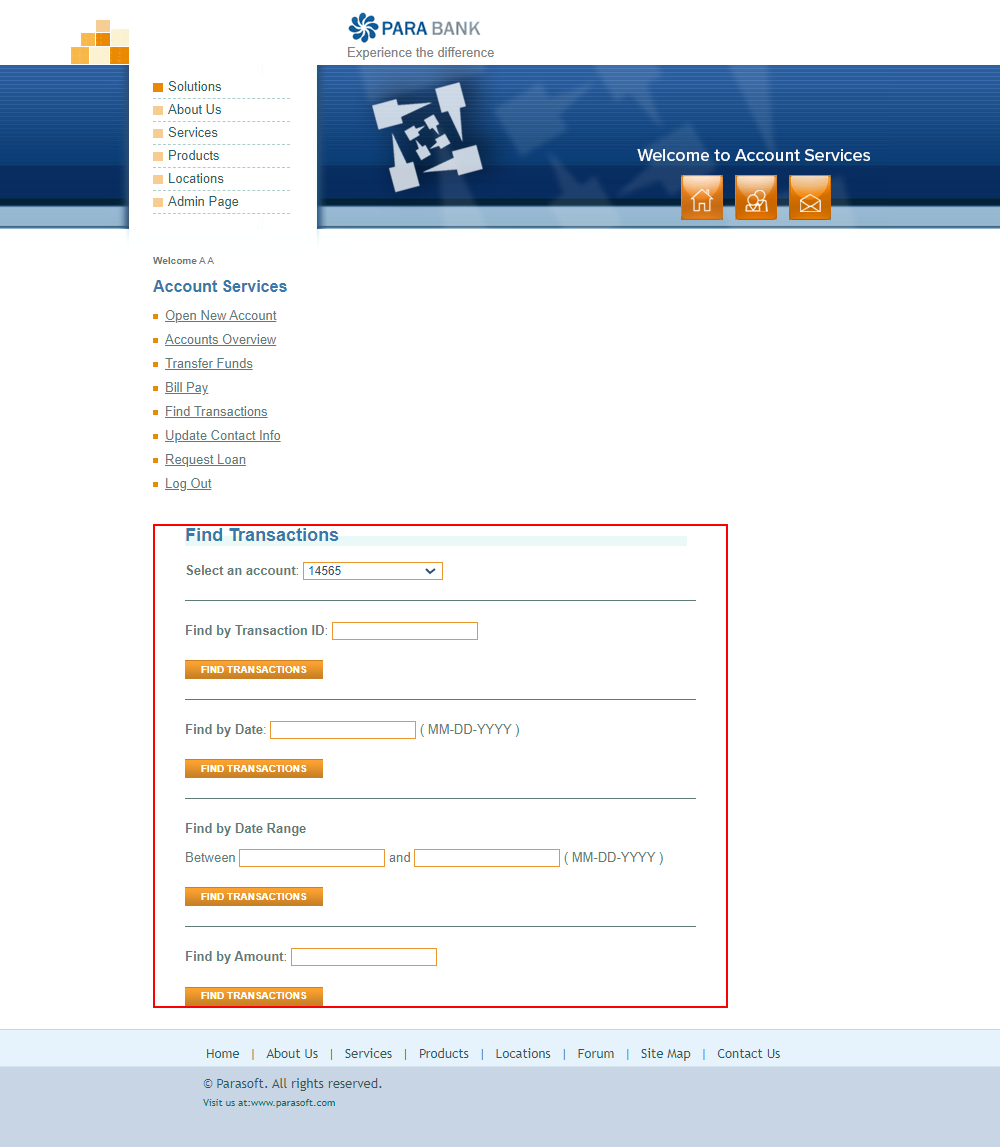 PARA BANK
Experience the difference
Solutions
About Us
Services
Products
Locations
Admin Page
Welcome to Account Services
Welcome A A
Account Services
Open New Account
Accounts Overview
Transfer Funds
Bill Pay
Find Transactions
Update Contact Info
Request Loan
Log Out
Find Transactions
Select an account: 14565
Find by Transaction ID:
FIND TRANSACTIONS
Find by Date: ( MM-DD-YYYY )
FIND TRANSACTIONS
Find by Date Range
Between and ( MM-DD-YYYY )
FIND TRANSACTIONS
Find by Amount:
FIND TRANSACTIONS
Home | About Us | Services | Products | Locations | Forum | Site Map | Contact Us
© Parasoft. All rights reserved.
Visit us at:www.parasoft.com